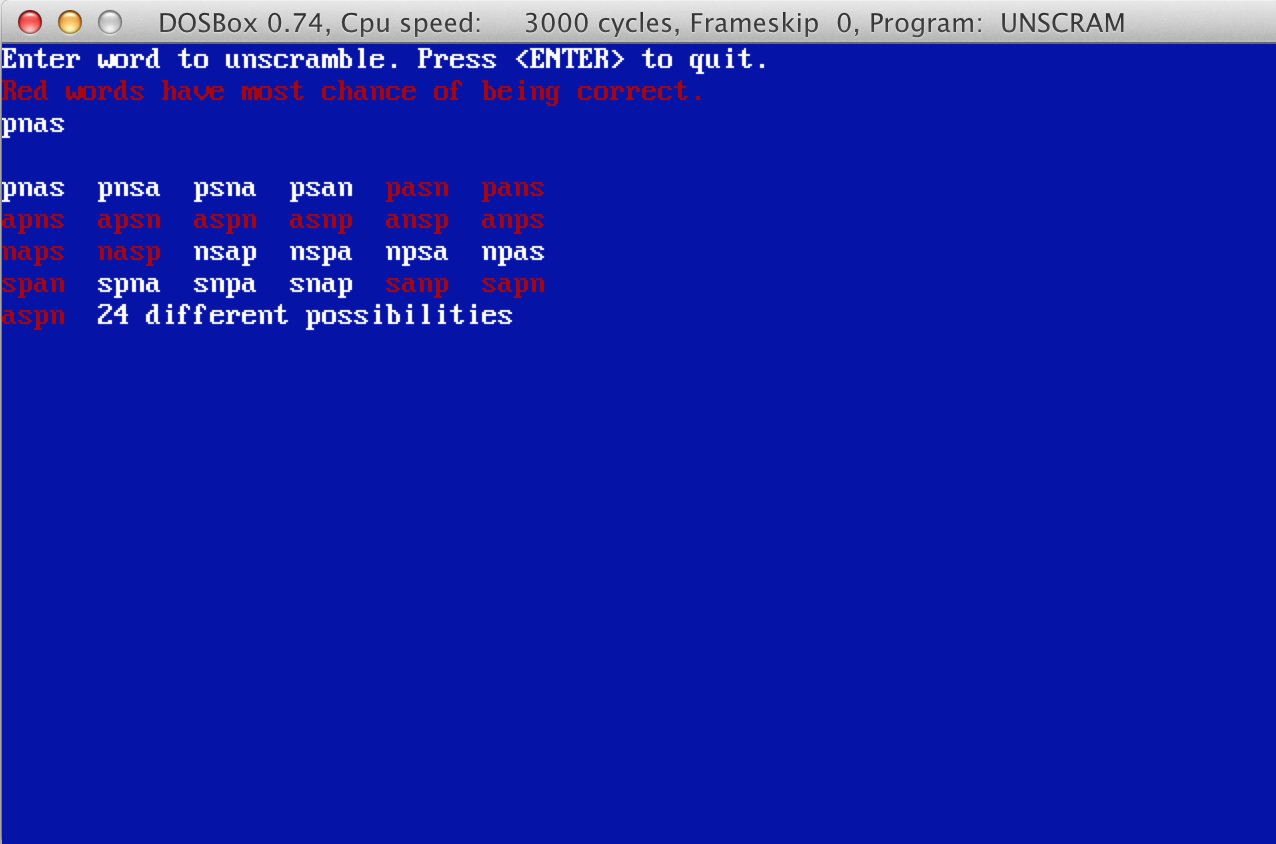 DOSBox 0.74, Cpu speed: 3000 cycles, Frameskip 0, Program: UNSCRAM
Enter word to unscramble. Press <ENTER> to quit.
Red words have most chance of being correct.
pnas
pnas pnsa psna psan pasn pans
apns apsn aspn asnp ansp anps
naps nasp nsap nspa npsa npas
span spna snpa snap sanp sapn
aspn 24 different possibilities